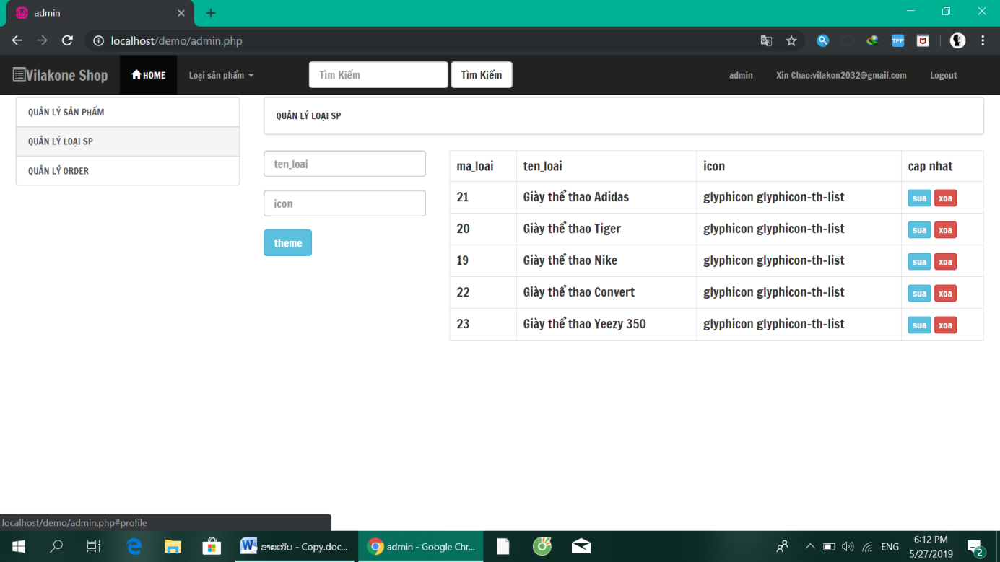 admin
localhost/demo/admin.php
TFF
Vilakone Shop
HOME
Loại sản phẩm
Tìm Kiếm
Tìm Kiếm
admin
Xin Chao:vilakon2032@gmail.com
Logout
QUẢN LÝ SẢN PHẨM
QUẢN LÝ LOẠI SP
QUẢN LÝ ORDER
QUẢN LÝ LOẠI SP
ten_loai
icon
theme
ma_loai ten_loai icon cap nhat
21 Giày thể thao Adidas glyphicon glyphicon-th-list sua xoa
20 Giày thể thao Tiger glyphicon glyphicon-th-list sua xoa
19 Giày thể thao Nike glyphicon glyphicon-th-list sua xoa
22 Giày thể thao Convert glyphicon glyphicon-th-list sua xoa
23 Giày thể thao Yeezy 350 glyphicon glyphicon-th-list sua xoa
localhost/demo/admin.php#profile
ຂາຍເກີບ - Copy.doc...
admin - Google Chr...
ENG
6:12 PM
5/27/2019
2